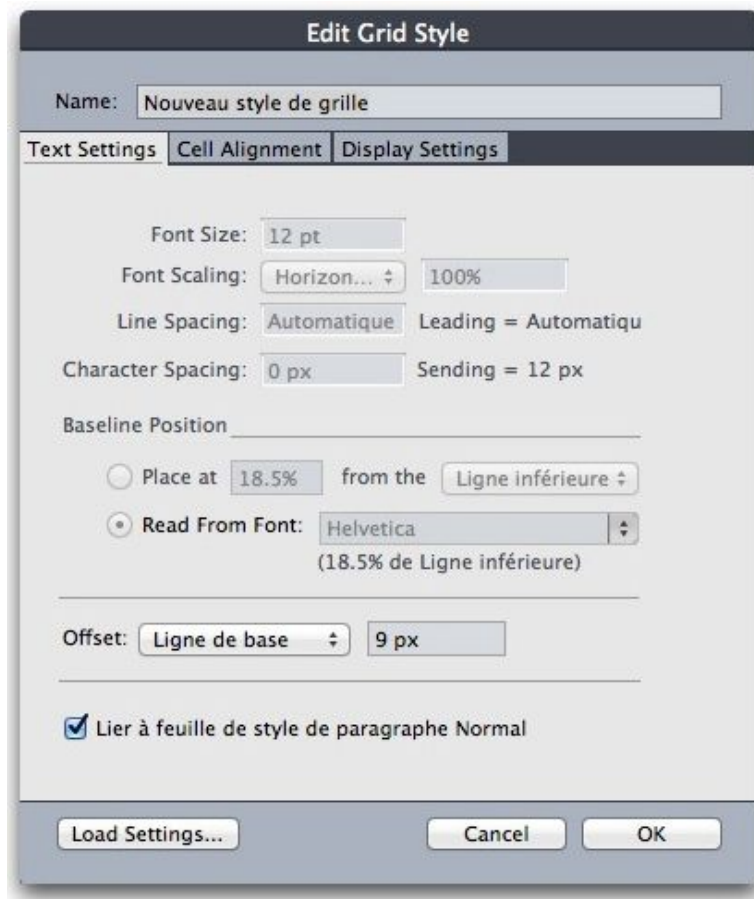 Edit Grid Style
Name: Nouveau style de grille
Text Settings Cell Alignment Display Settings
Font Size: 12 pt
Font Scaling: Horizon... 100%
Line Spacing: Automatique Leading = Automatiqu
Character Spacing: 0 px Sending = 12 px
Baseline Position
Place at 18.5% from the Ligne inférieure
Read From Font: Helvetica
(18.5% de Ligne inférieure)
Offset: Ligne de base 9 px
Lier à feuille de style de paragraphe Normal
Load Settings... Cancel OK